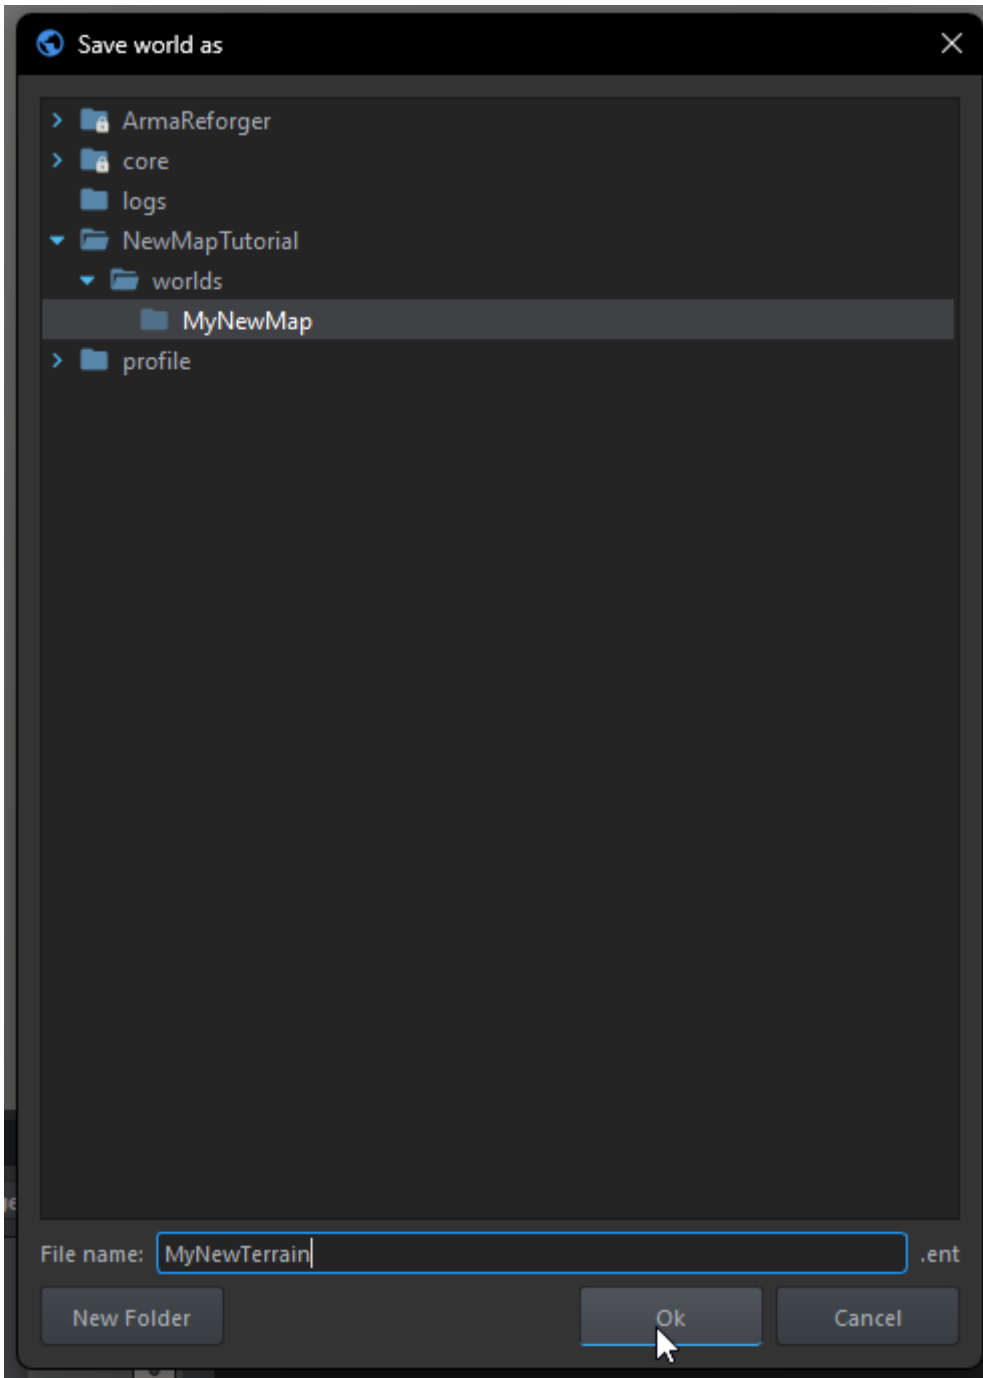 Save world as
ArmaReforger
core
logs
NewMapTutorial
worlds
MyNewMap
profile
File name: MyNewTerrain .ent
New Folder Ok Cancel